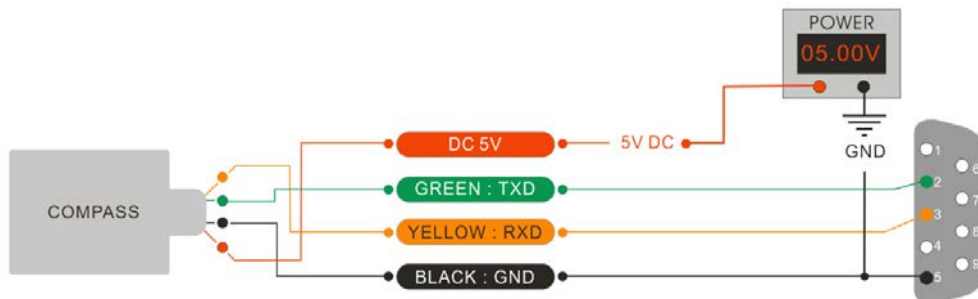 POWER
05.00V
DC 5V
5V DC
GND
1
6
GREEN : TXD
2
7
COMPASS
YELLOW : RXD
3
8
4
9
BLACK : GND
5